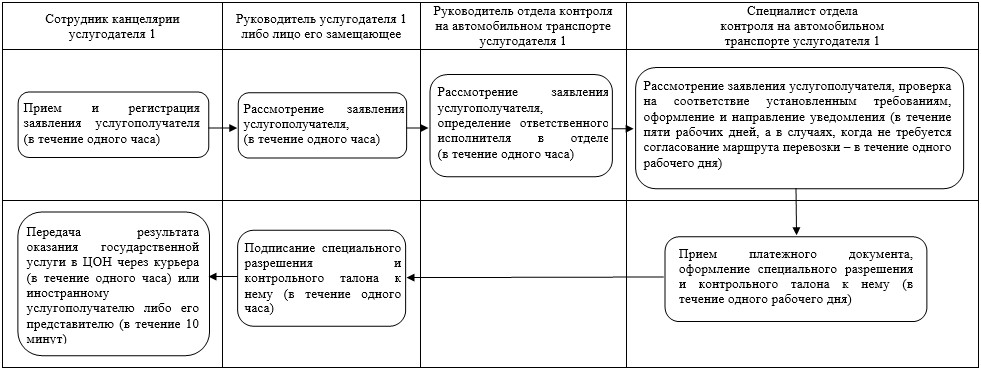 Сотрудник канцелярии
услугодателя 1
Руководитель услугодателя 1
либо лицо его замещающее
Руководитель отдела контроля
на автомобильном транспорте
услугодателя 1
Специалист отдела
контроля на автомобильном
транспорте услугодателя 1
Прием и регистрация
заявления услугополучателя
(в течение одного часа)
Рассмотрение заявления
услугополучателя,
(в течение одного часа)
Рассмотрение заявления
услугополучателя,
определение ответственного
исполнителя в отделе
(в течение одного часа)
Рассмотрение заявления услугополучателя, проверка
на соответствие установленным требованиям,
оформление и направление уведомления (в течение
пяти рабочих дней, а в случаях, когда не требуется
согласование маршрута перевозки – в течение одного
рабочего дня)
Передача результата
оказания государственной
услуги в ЦОН через курьера
(в течение одного часа) или
иностранному
услугополучателю либо его
представителю (в течение 10
минут)
Подписание специального
разрешения и
контрольного талона к
нему (в течение одного
часа)
Прием платежного документа,
оформление специального разрешения
и контрольного талона к нему (в
течение одного рабочего дня)